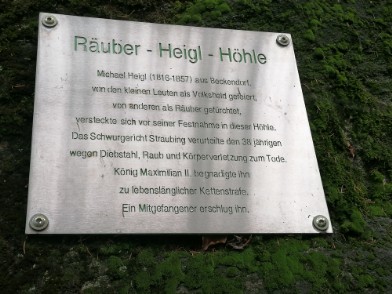 Räuber - Heigl - Höhle
Michael Heigl (1816-1857) aus Beckendorf,
von den kleinen Leuten als Volksheld gefeiert,
von anderen als Räuber gefürchtet,
versteckte sich vor seiner Festnahme in dieser Höhle.
Das Schwurgericht Straubing verurteilte den 38 jährigen
wegen Diebstahl, Raub und Körperverletzung zum Tode.
König Maximilian II. begnadigte ihn
zu lebenslänglicher Kettenstrafe.
Ein Mitgefangener erschlug ihn.